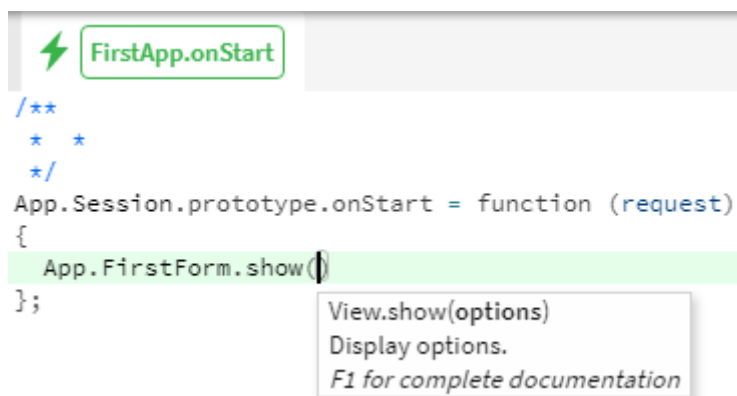 FirstApp.onStart
/**
 *  *
 */
App.Session.prototype.onStart = function (request)
{
  App.FirstForm.show()
};
View.show(options)
Display options.
F1 for complete documentation